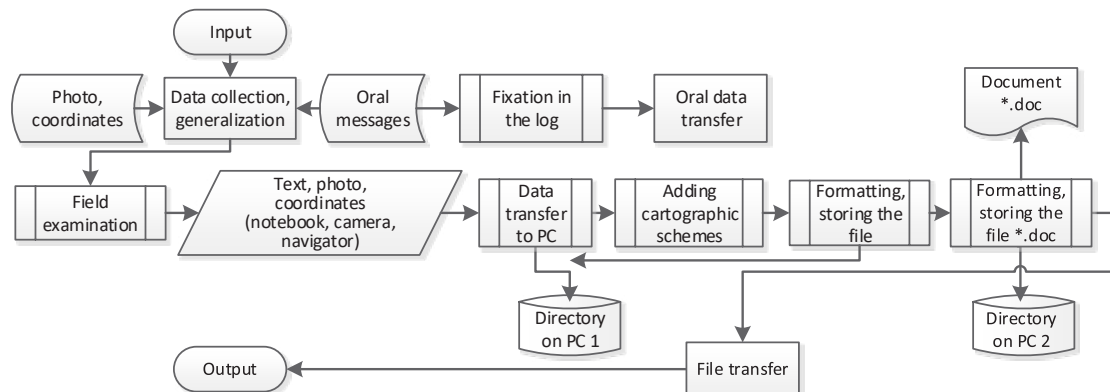 Input
Photo,
coordinates
Data collection,
generalization
Oral
messages
Fixation in
the log
Oral data
transfer
Document
*.doc
Field
examination
Text, photo,
coordinates
(notebook, camera,
navigator)
Data
transfer
to PC
Adding
cartographic
schemes
Formatting,
storing the
file
Formatting,
storing the
file *.doc
Directory
on PC 1
Directory
on PC 2
Output
File transfer